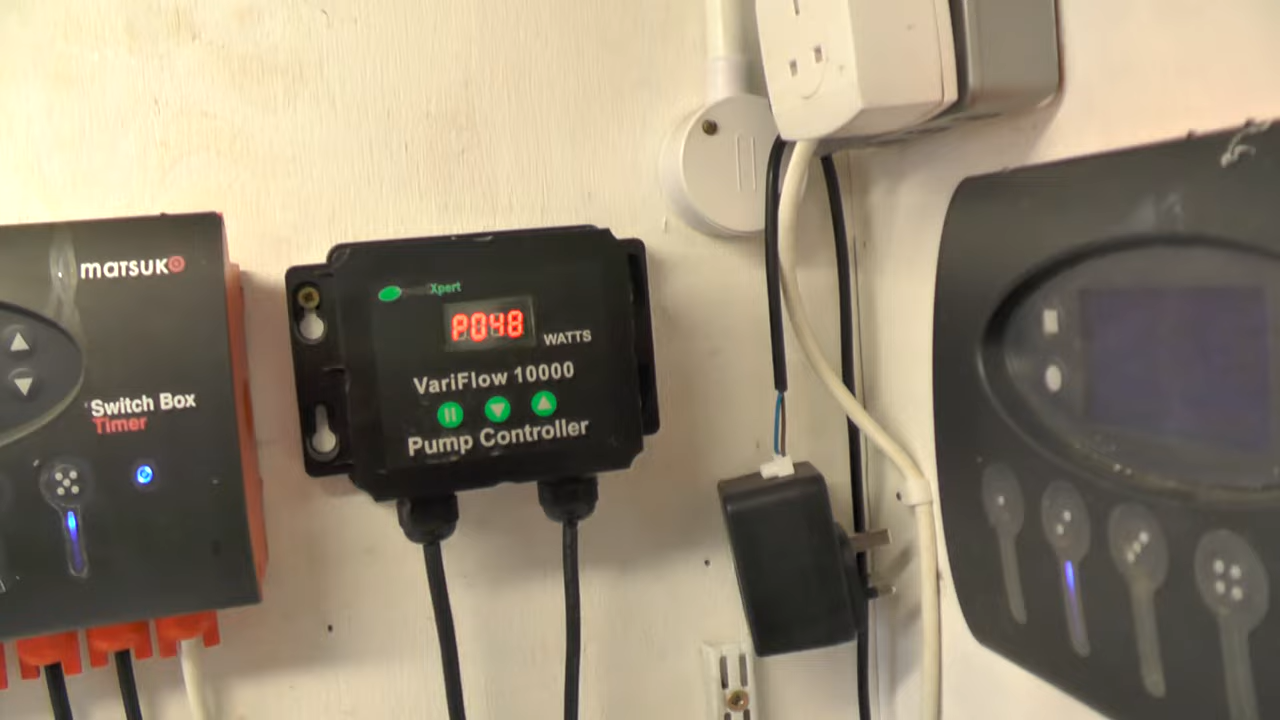 matsuko
Switch Box
Timer
Xpert
P048
WATTS
VariFlow 10000
Pump Controller